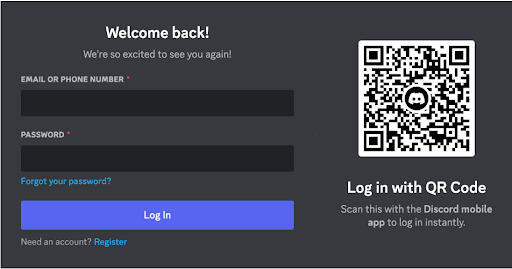 Welcome back!
We're so excited to see you again!
EMAIL OR PHONE NUMBER *
PASSWORD *
Forgot your password?
Log In
Need an account? Register
Log in with QR Code
Scan this with the Discord mobile
app to log in instantly.